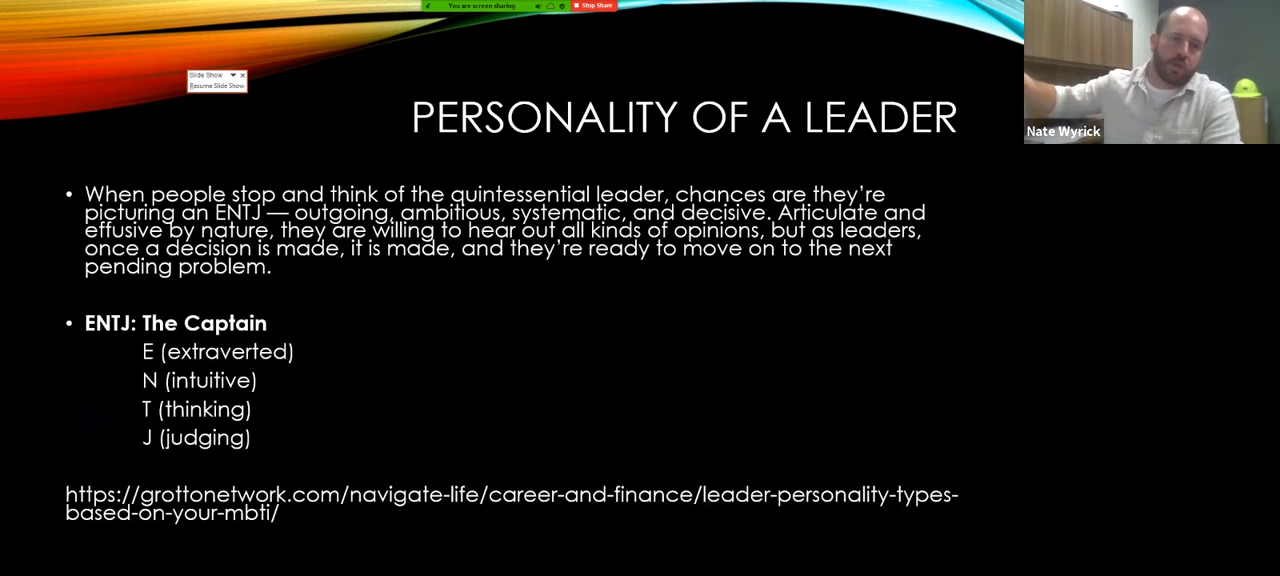 You are screen sharing
Stop Share
Slide Show
Resume Slide Show
PERSONALITY OF A LEADER
Nate Wyrick
• When people stop and think of the quintessential leader, chances are they're
picturing an ENTJ — outgoing, ambitious, systematic, and decisive. Articulate and
effusive by nature, they are willing to hear out all kinds of opinions, but as leaders,
once a decision is made, it is made, and they're ready to move on to the next
pending problem.
• ENTJ: The Captain
E (extraverted)
N (intuitive)
T (thinking)
J (judging)
https://grottonetwork.com/navigate-life/career-and-finance/leader-personality-types-
based-on-your-mbti/